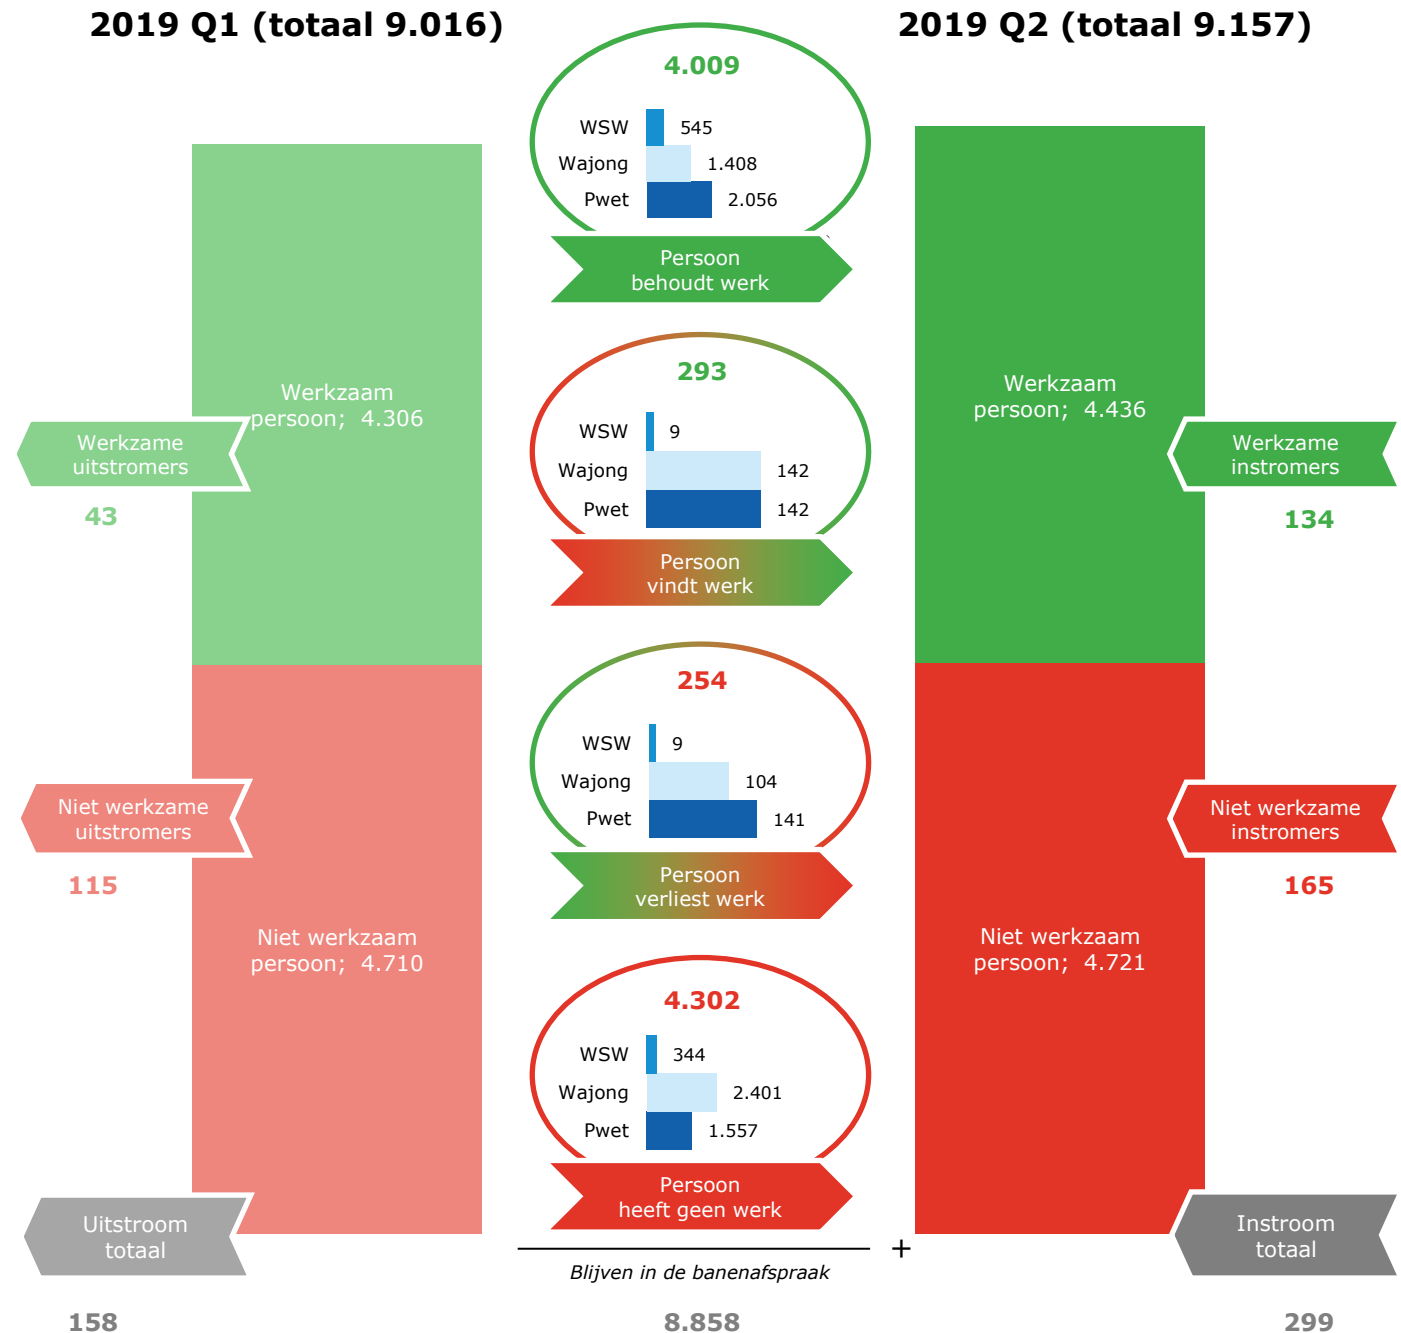 2019 Q1 (totaal 9.016)
2019 Q2 (totaal 9.157)
4.009
WSW 545
Wajong 1.408
Pwet 2.056
Persoon
behoudt werk
293
WSW 9
Wajong 142
Pwet 142
Persoon
vindt werk
254
WSW 9
Wajong 104
Pwet 141
Persoon
verliest werk
4.302
WSW 344
Wajong 2.401
Pwet 1.557
Persoon
heeft geen werk
Werkzaam
persoon; 4.306
Werkzame
uitstromers
43
Niet werkzaam
persoon; 4.710
Niet werkzame
uitstromers
115
Uitstroom
totaal
158
Werkzaam
persoon; 4.436
Werkzame
instromers
134
Niet werkzaam
persoon; 4.721
Niet werkzame
instromers
165
Instroom
totaal
299
+
Blijven in de banenafspraak
8.858